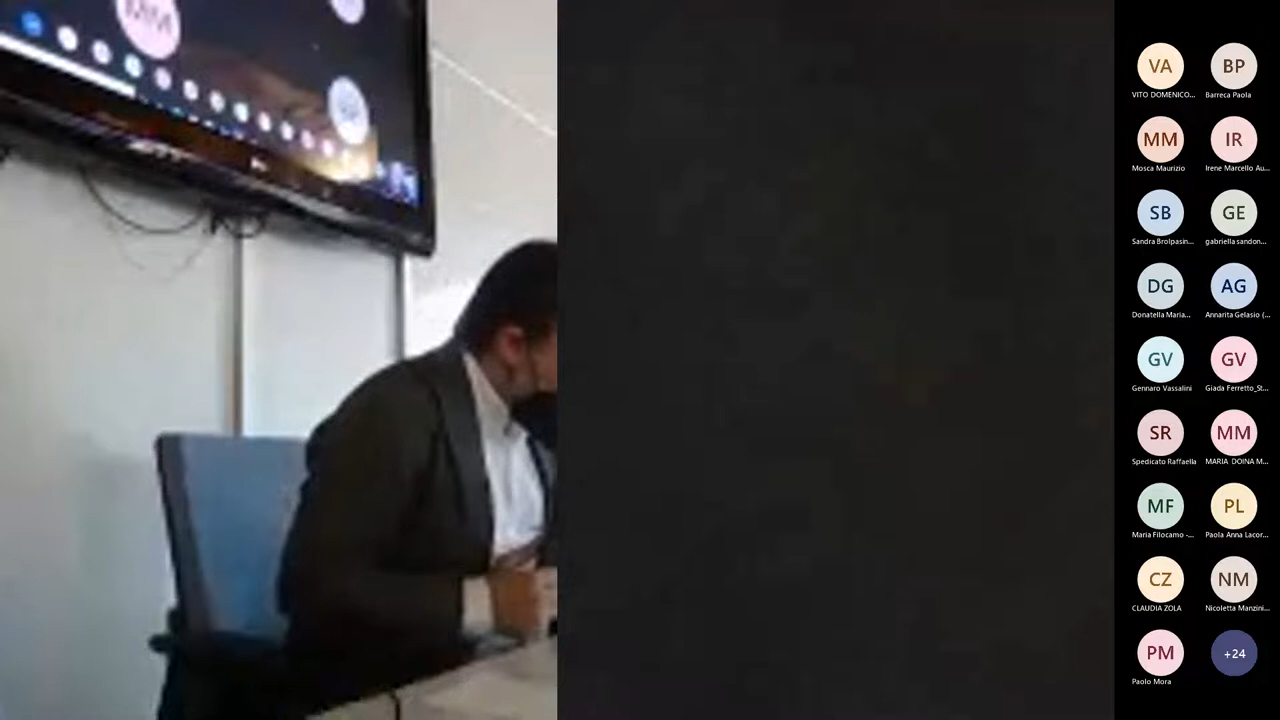 MM
VA BP
VITO DOMENICO... Barreca Paola
MM IR
Mosca Maurizio Irene Marcello Au...
SB GE
Sandra Brolpasin... gabriella sandon...
DG AG
Donatella Maria... Annarita Gelasio (...
GV GV
Gennaro Vassalini Giada Ferretto_St...
SR MM
Spedicato Raffaella MARIA DOINA M...
MF PL
Maria Filocamo -... Paola Anna Lacor...
CZ NM
CLAUDIA ZOLA Nicoletta Manzini...
PM +24
Paolo Mora